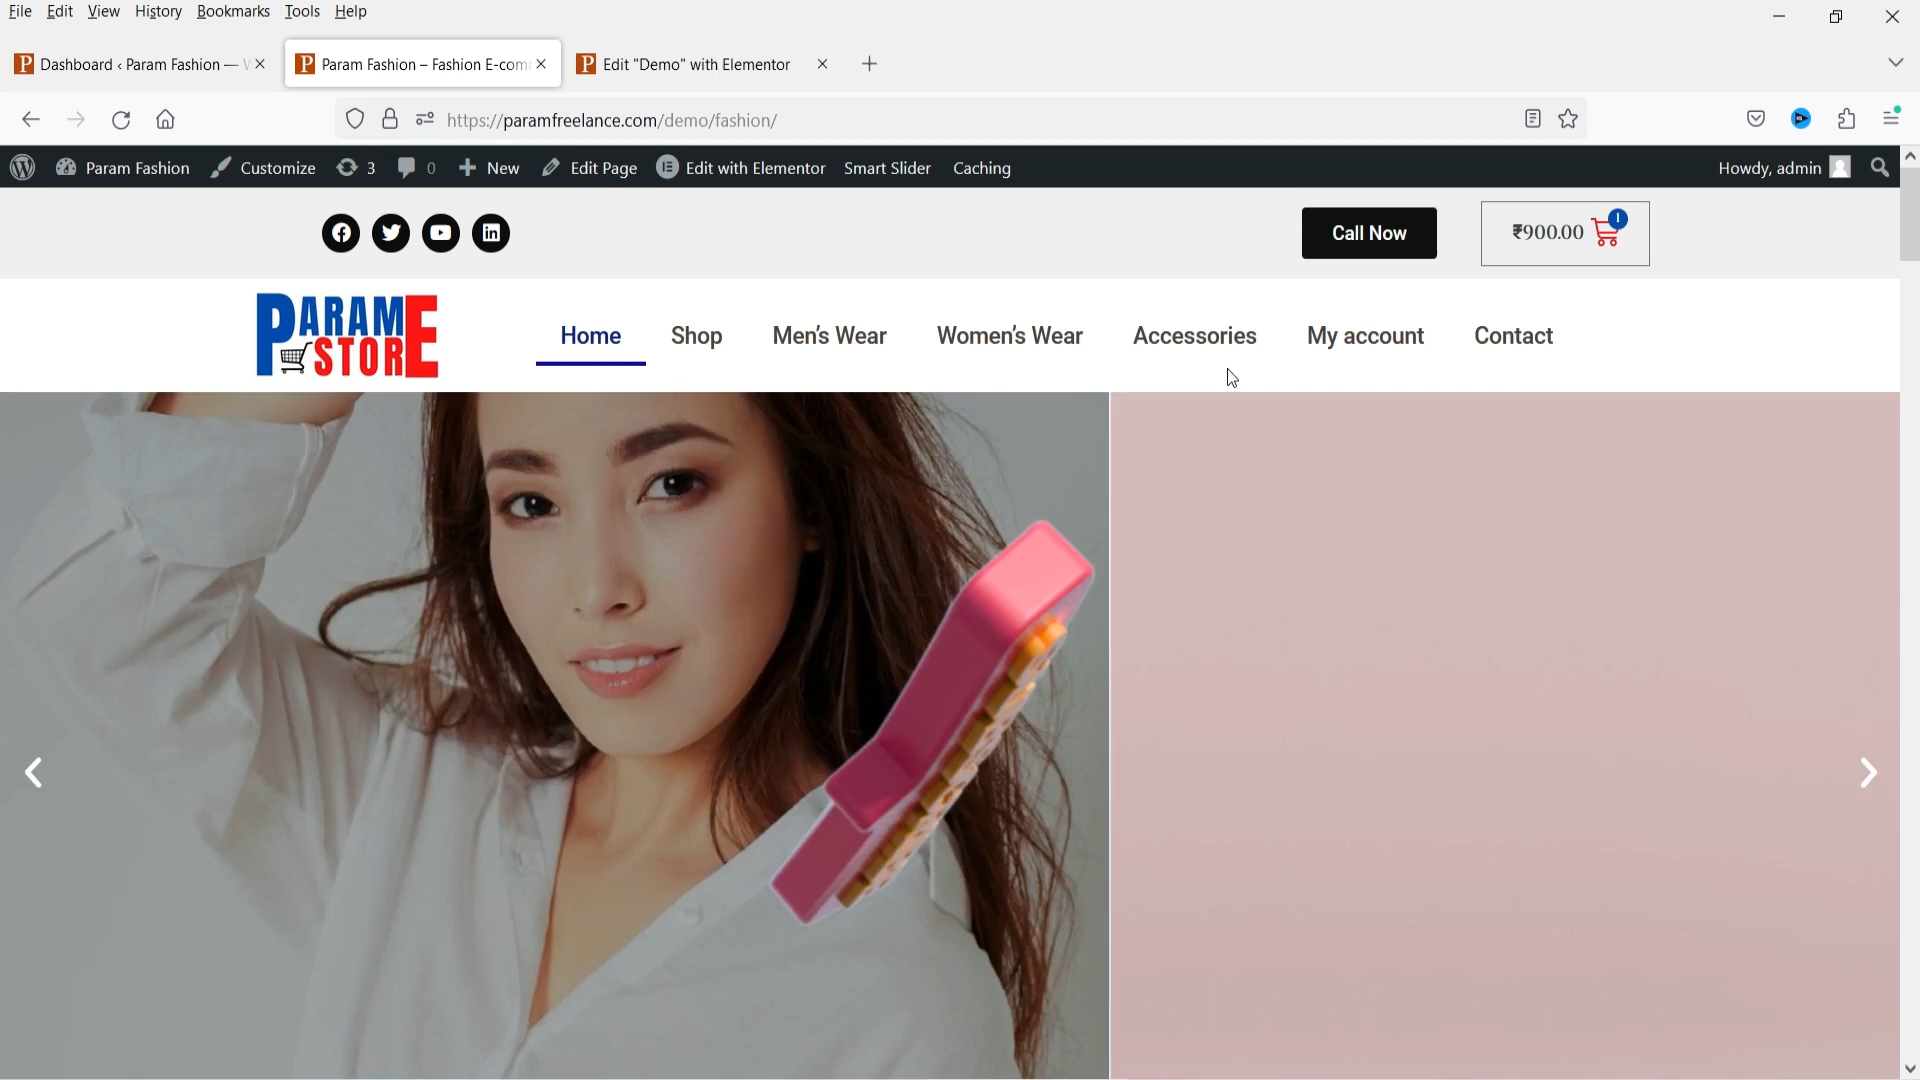 File Edit View History Bookmarks Tools Help
Dashboard ‹ Param Fashion — W
Param Fashion – Fashion E-com
Edit "Demo" with Elementor
https://paramfreelance.com/demo/fashion/
Param Fashion Customize 3 0 New Edit Page Edit with Elementor Smart Slider Caching Howdy, admin
Call Now ₹900.00 1
PARAM E STORE
Home Shop Men’s Wear Women’s Wear Accessories My account Contact